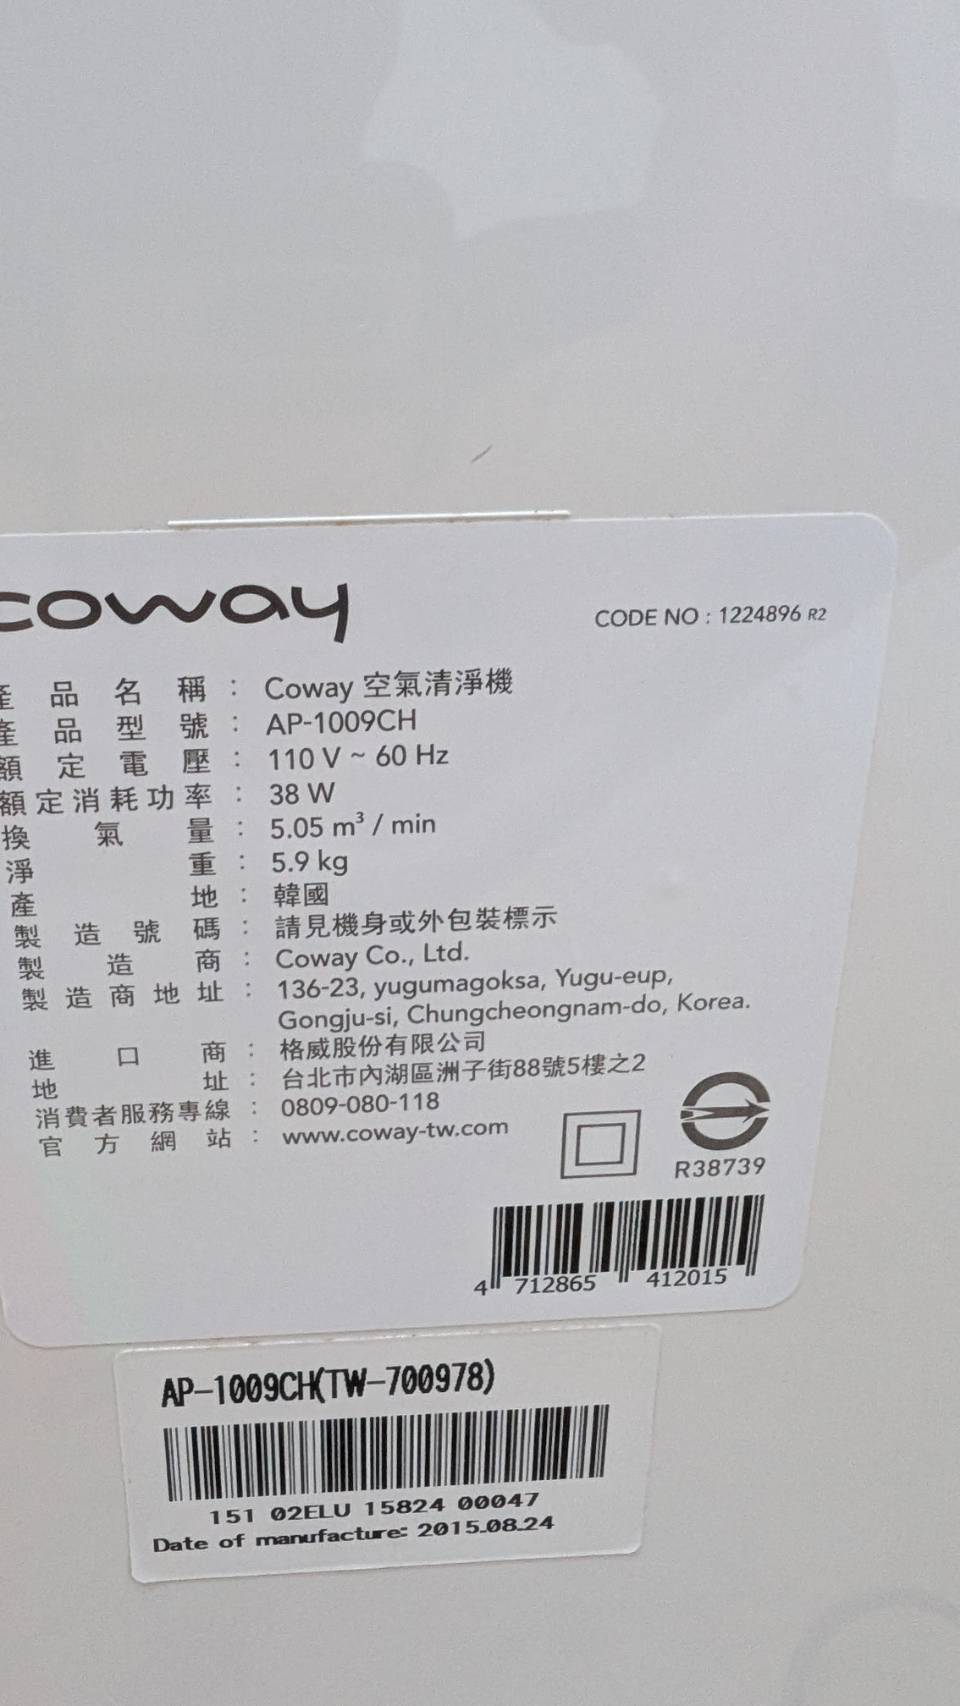 coway
CODE NO : 1224896 R2
產品名稱 : Coway 空氣清淨機
產品型號 : AP-1009CH
額定電壓 : 110 V ~ 60 Hz
額定消耗功率 : 38 W
換氣量 : 5.05 m³ / min
淨重 : 5.9 kg
產地 : 韓國
製造號碼 : 請見機身或外包裝標示
製造商 : Coway Co., Ltd.
製造商地址 : 136-23, yugumagoksa, Yugu-eup,
Gongju-si, Chungcheongnam-do, Korea.
進口商 : 格威股份有限公司
地址 : 台北市內湖區洲子街88號5樓之2
消費者服務專線 : 0809-080-118
官方網站 : www.coway-tw.com
R38739
4 712865 412015
AP-1009CH(TW-700978)
151 02ELU 15824 00047
Date of manufacture: 2015.08.24